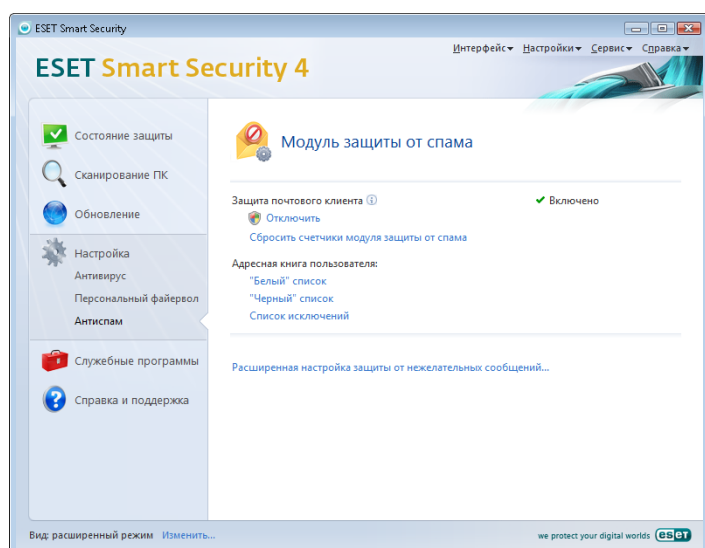 ESET Smart Security
Интерфейс Настройки Сервис Справка
ESET Smart Security 4
Состояние защиты
Сканирование ПК
Обновление
Настройка
Антивирус
Персональный файервол
Антиспам
Служебные программы
Справка и поддержка
Модуль защиты от спама
Защита почтового клиента Включено
Отключить
Сбросить счетчики модуля защиты от спама
Адресная книга пользователя:
"Белый" список
"Черный" список
Список исключений
Расширенная настройка защиты от нежелательных сообщений...
Вид: расширенный режим Изменить...
we protect your digital worlds eset